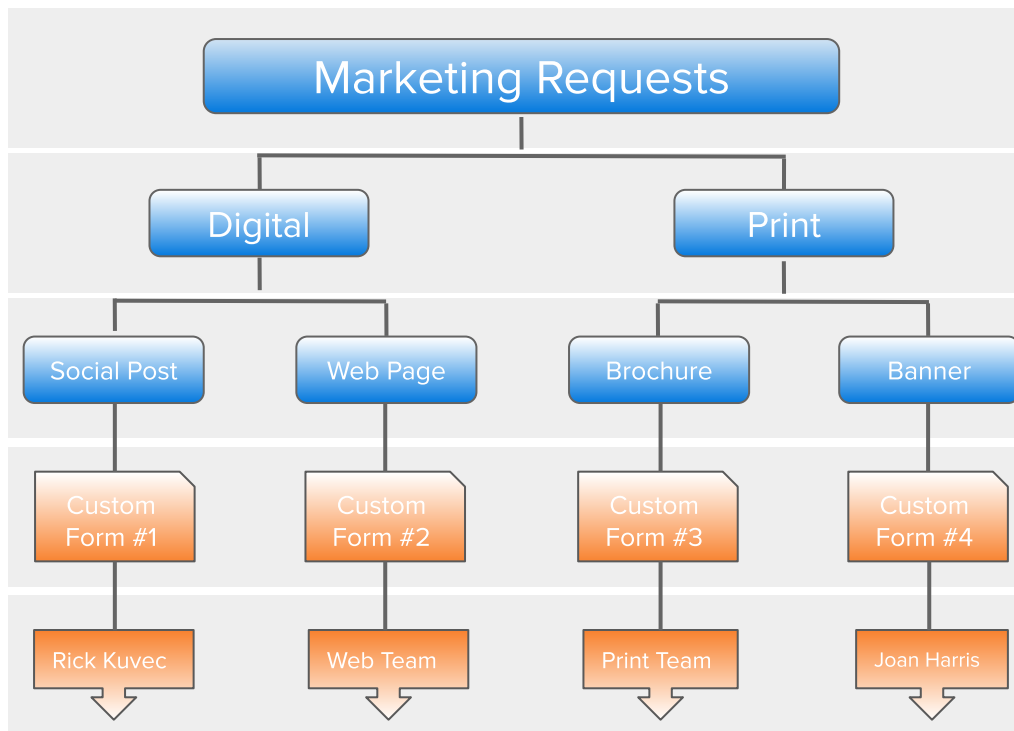 Marketing Requests
Digital
Print
Social Post
Web Page
Brochure
Banner
Custom
Form #1
Custom
Form #2
Custom
Form #3
Custom
Form #4
Rick Kuvec
Web Team
Print Team
Joan Harris